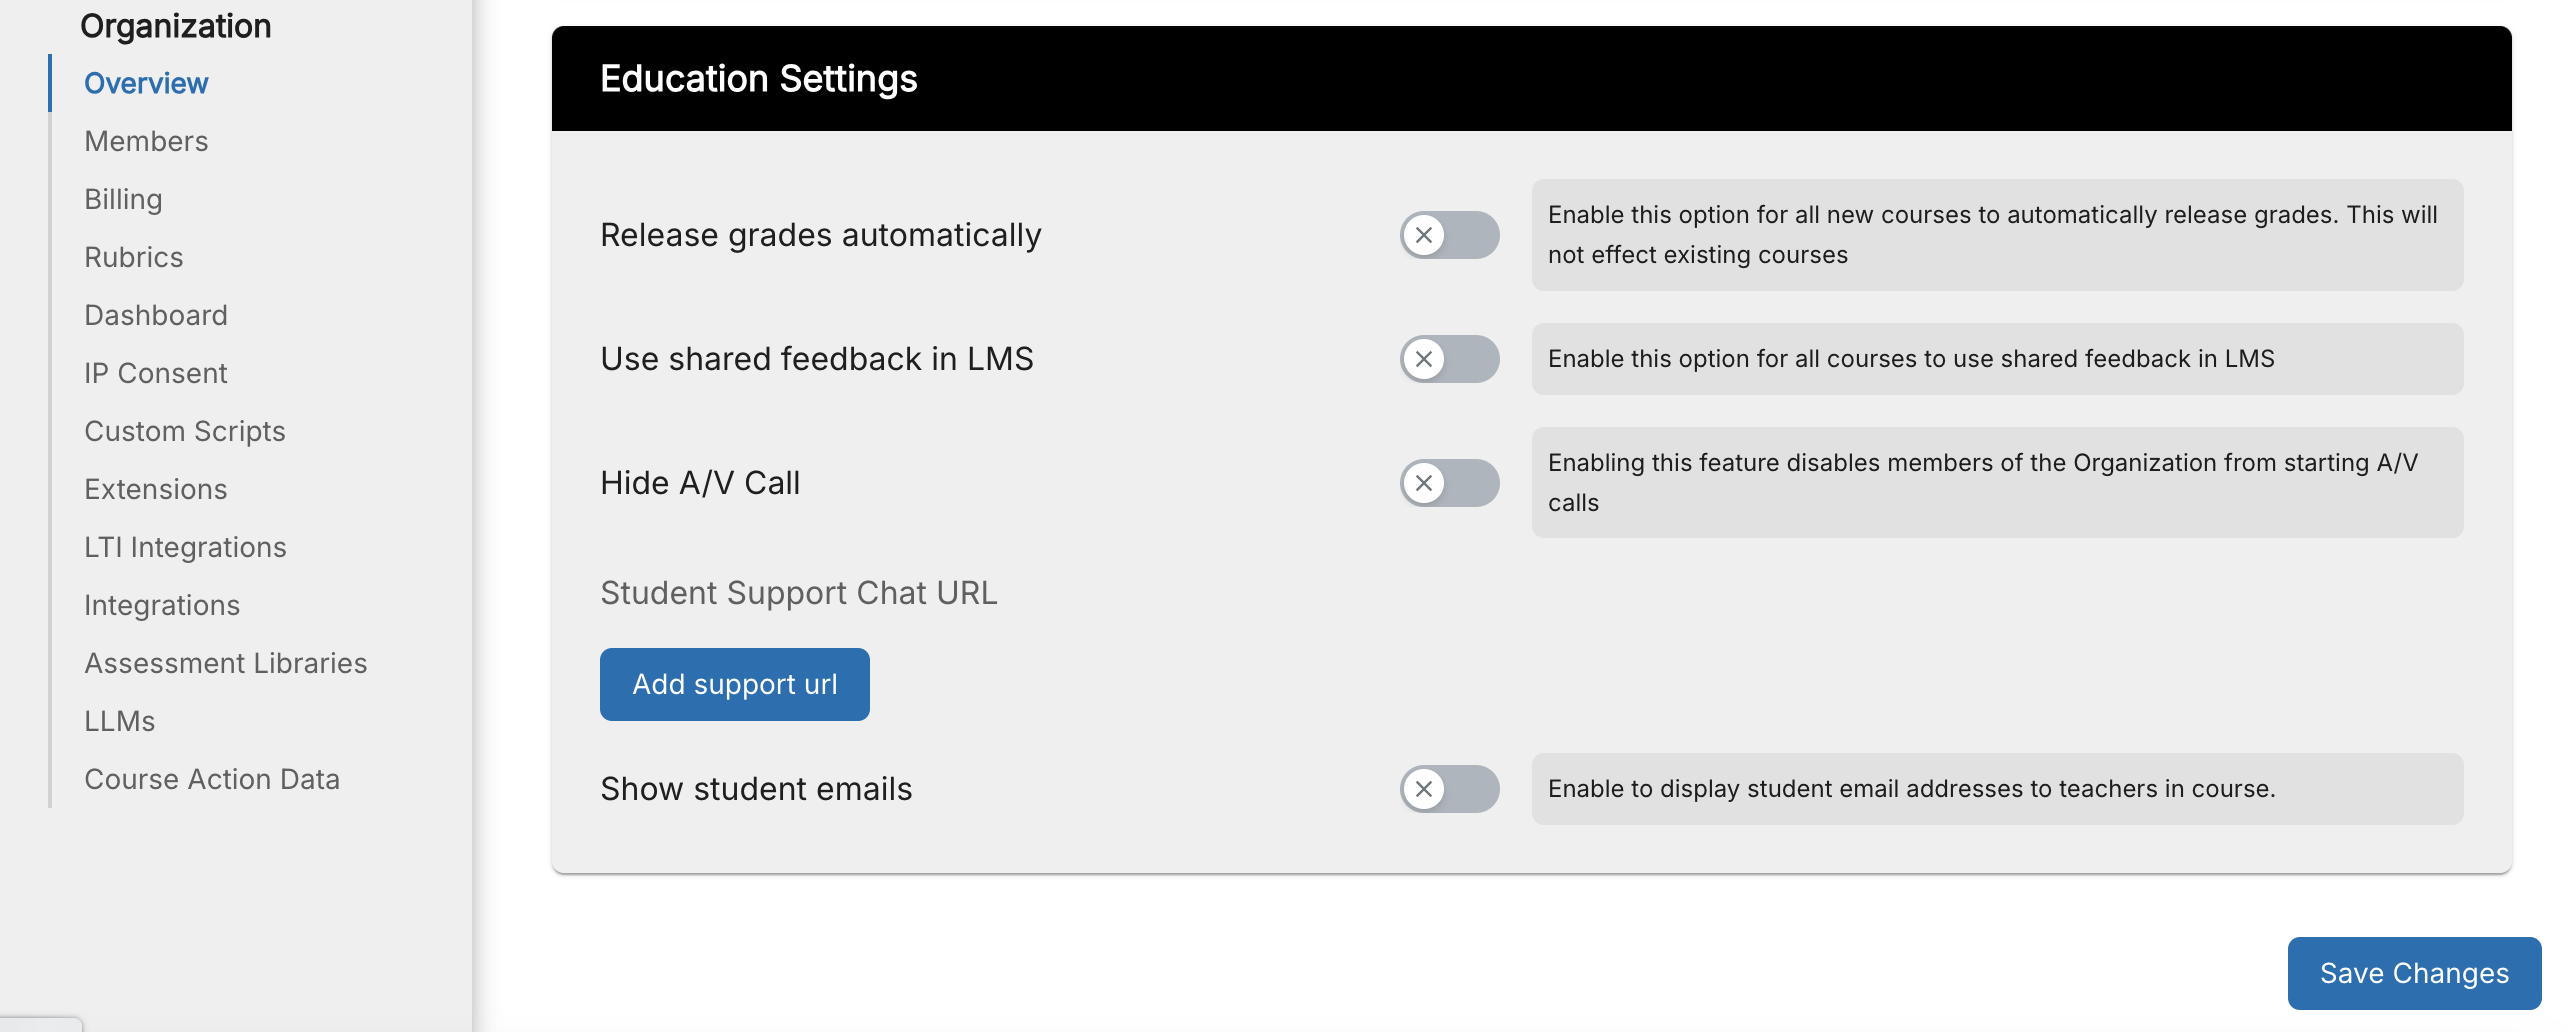 Organization
Overview
Members
Billing
Rubrics
Dashboard
IP Consent
Custom Scripts
Extensions
LTI Integrations
Integrations
Assessment Libraries
LLMs
Course Action Data
Education Settings
Release grades automatically
Enable this option for all new courses to automatically release grades. This will
not effect existing courses
Use shared feedback in LMS
Enable this option for all courses to use shared feedback in LMS
Hide A/V Call
Enabling this feature disables members of the Organization from starting A/V
calls
Student Support Chat URL
Add support url
Show student emails
Enable to display student email addresses to teachers in course.
Save Changes